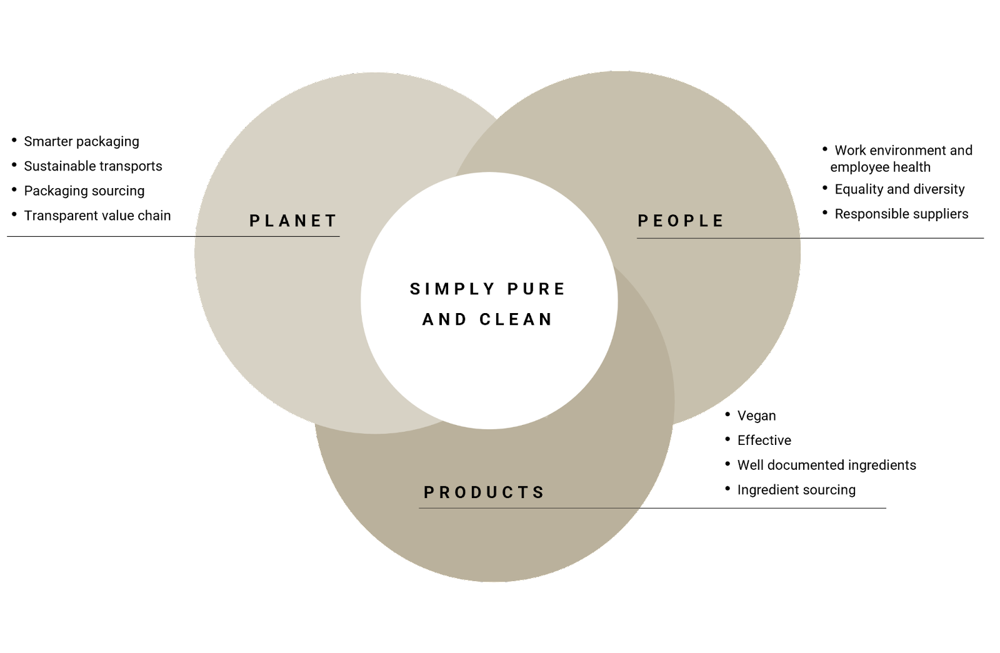 • Smarter packaging
• Sustainable transports
• Packaging sourcing
• Transparent value chain
PLANET
• Work environment and
employee health
• Equality and diversity
• Responsible suppliers
PEOPLE
SIMPLY PURE
AND CLEAN
• Vegan
• Effective
• Well documented ingredients
• Ingredient sourcing
PRODUCTS